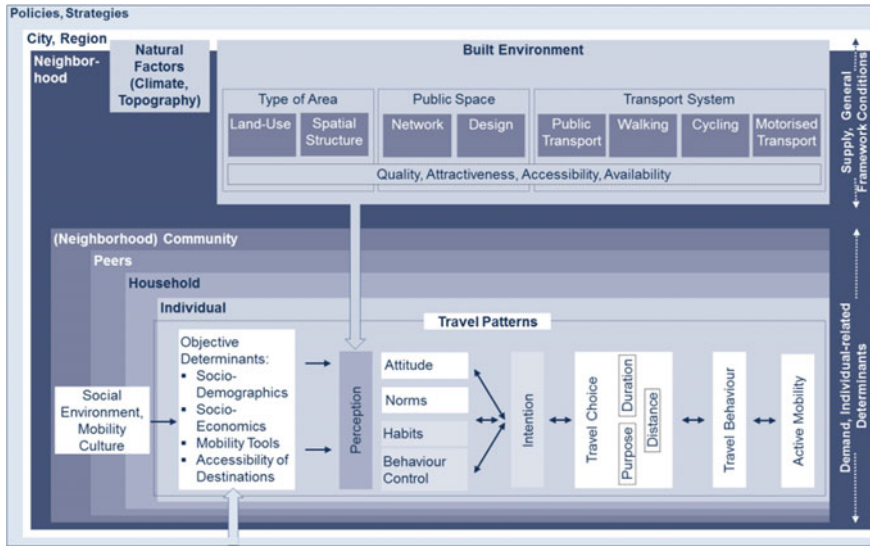 Policies, Strategies
City, Region
Neighbor-
hood
Natural
Factors
(Climate,
Topography)
Built Environment
Type of Area
Land-Use
Spatial
Structure
Public Space
Network
Design
Transport System
Public
Transport
Walking
Cycling
Motorised
Transport
Quality, Attractiveness, Accessibility, Availability
Supply, General
Framework Conditions
(Neighborhood) Community
Peers
Household
Individual
Travel Patterns
Social
Environment,
Mobility
Culture
Objective
Determinants:
▪ Socio-
Demographics
▪ Socio-
Economics
▪ Mobility Tools
▪ Accessibility of
Destinations
Perception
Attitude
Norms
Habits
Behaviour
Control
Intention
Travel Choice
Purpose
Duration
Distance
Travel Behaviour
Active Mobility
Demand, Individual-related
Determinants